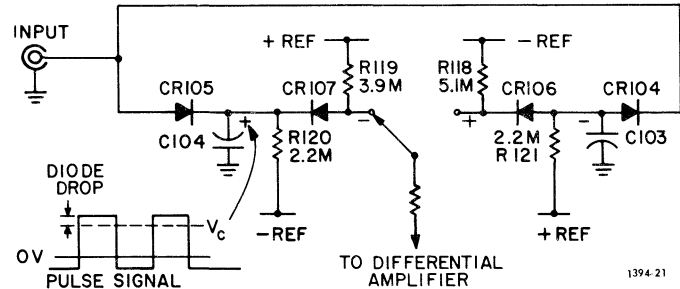 INPUT
+ REF
R119
3.9M
R118
5.1M
- REF
CR105
CR107
CR106
CR104
C104
+
R120
2.2M
-
+
2.2M
R121
-
C103
DIODE
DROP
Vc
-REF
+REF
0V
PULSE SIGNAL
TO DIFFERENTIAL
AMPLIFIER
1394-21